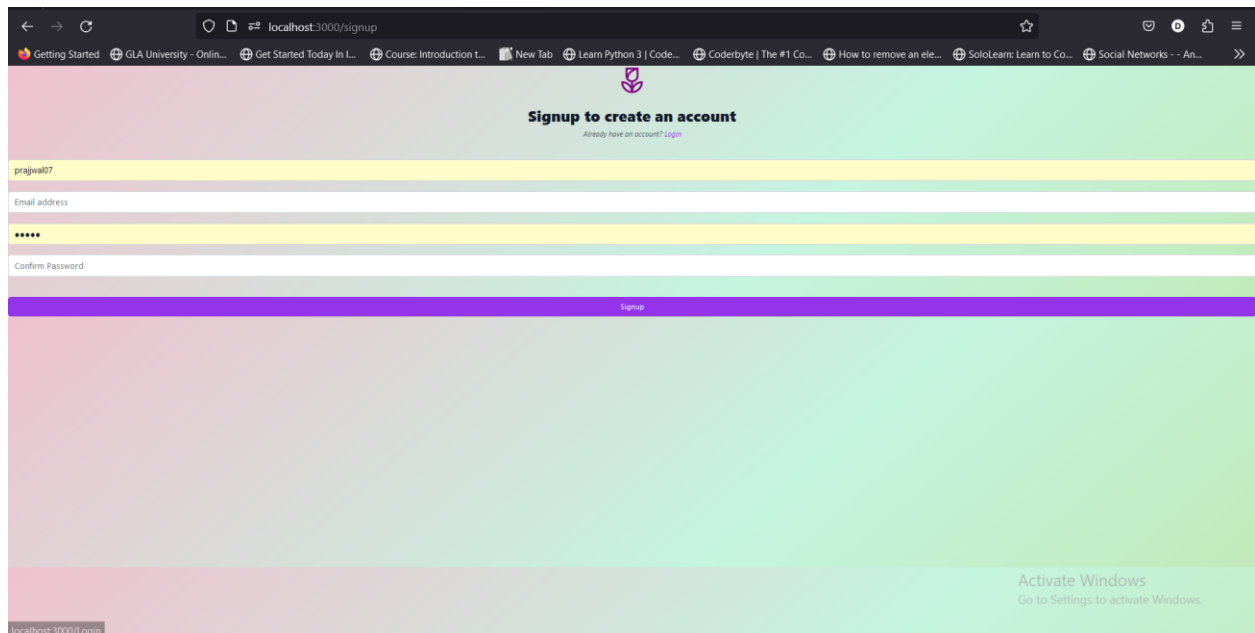 localhost:3000/signup
Getting Started GLA University - Onlin... Get Started Today In I... Course: Introduction t... New Tab Learn Python 3 | Code... Coderbyte | The #1 Co... How to remove an ele... SoloLearn: Learn to Co... Social Networks - - An...
Signup to create an account
Already have an account? Login
prajjwal07
Email address
•••••
Confirm Password
Signup
Activate Windows
Go to Settings to activate Windows.
localhost:3000/Login